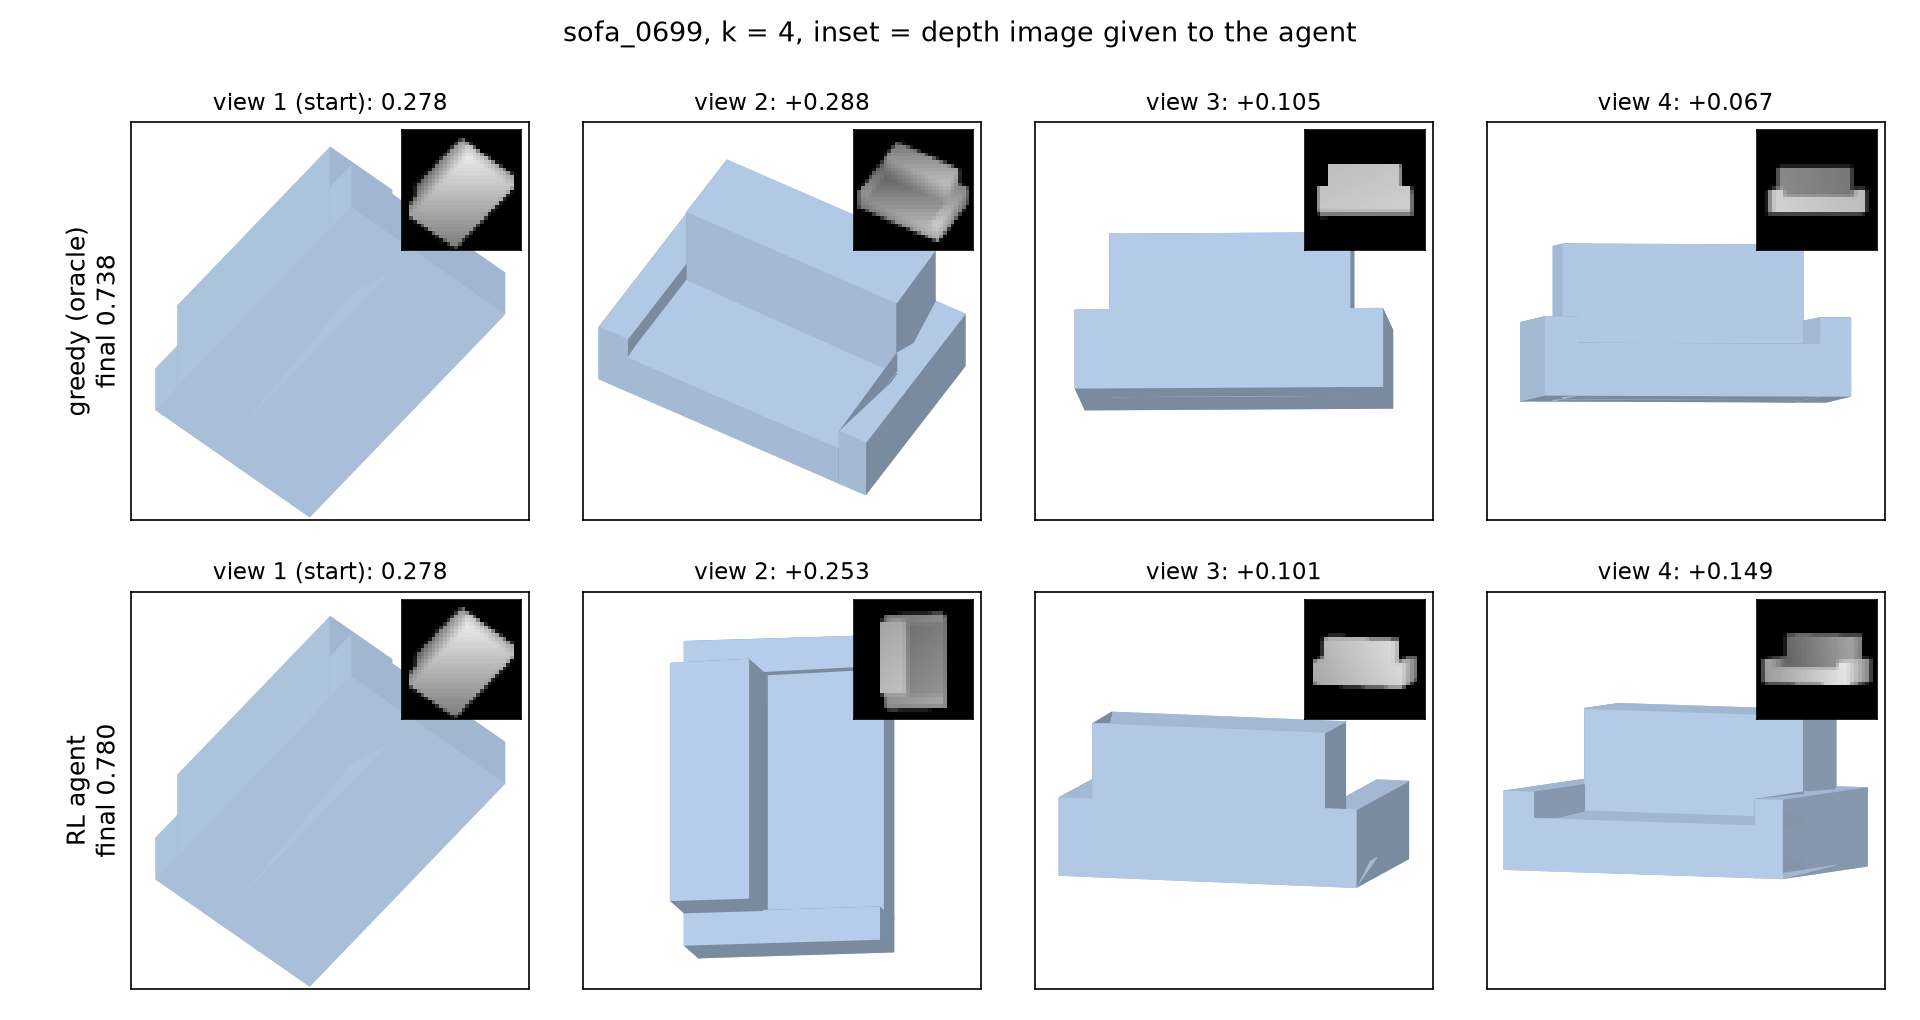 sofa_0699, k = 4, inset = depth image given to the agent
greedy (oracle)
final 0.738
view 1 (start): 0.278
view 2: +0.288
view 3: +0.105
view 4: +0.067
RL agent
final 0.780
view 1 (start): 0.278
view 2: +0.253
view 3: +0.101
view 4: +0.149